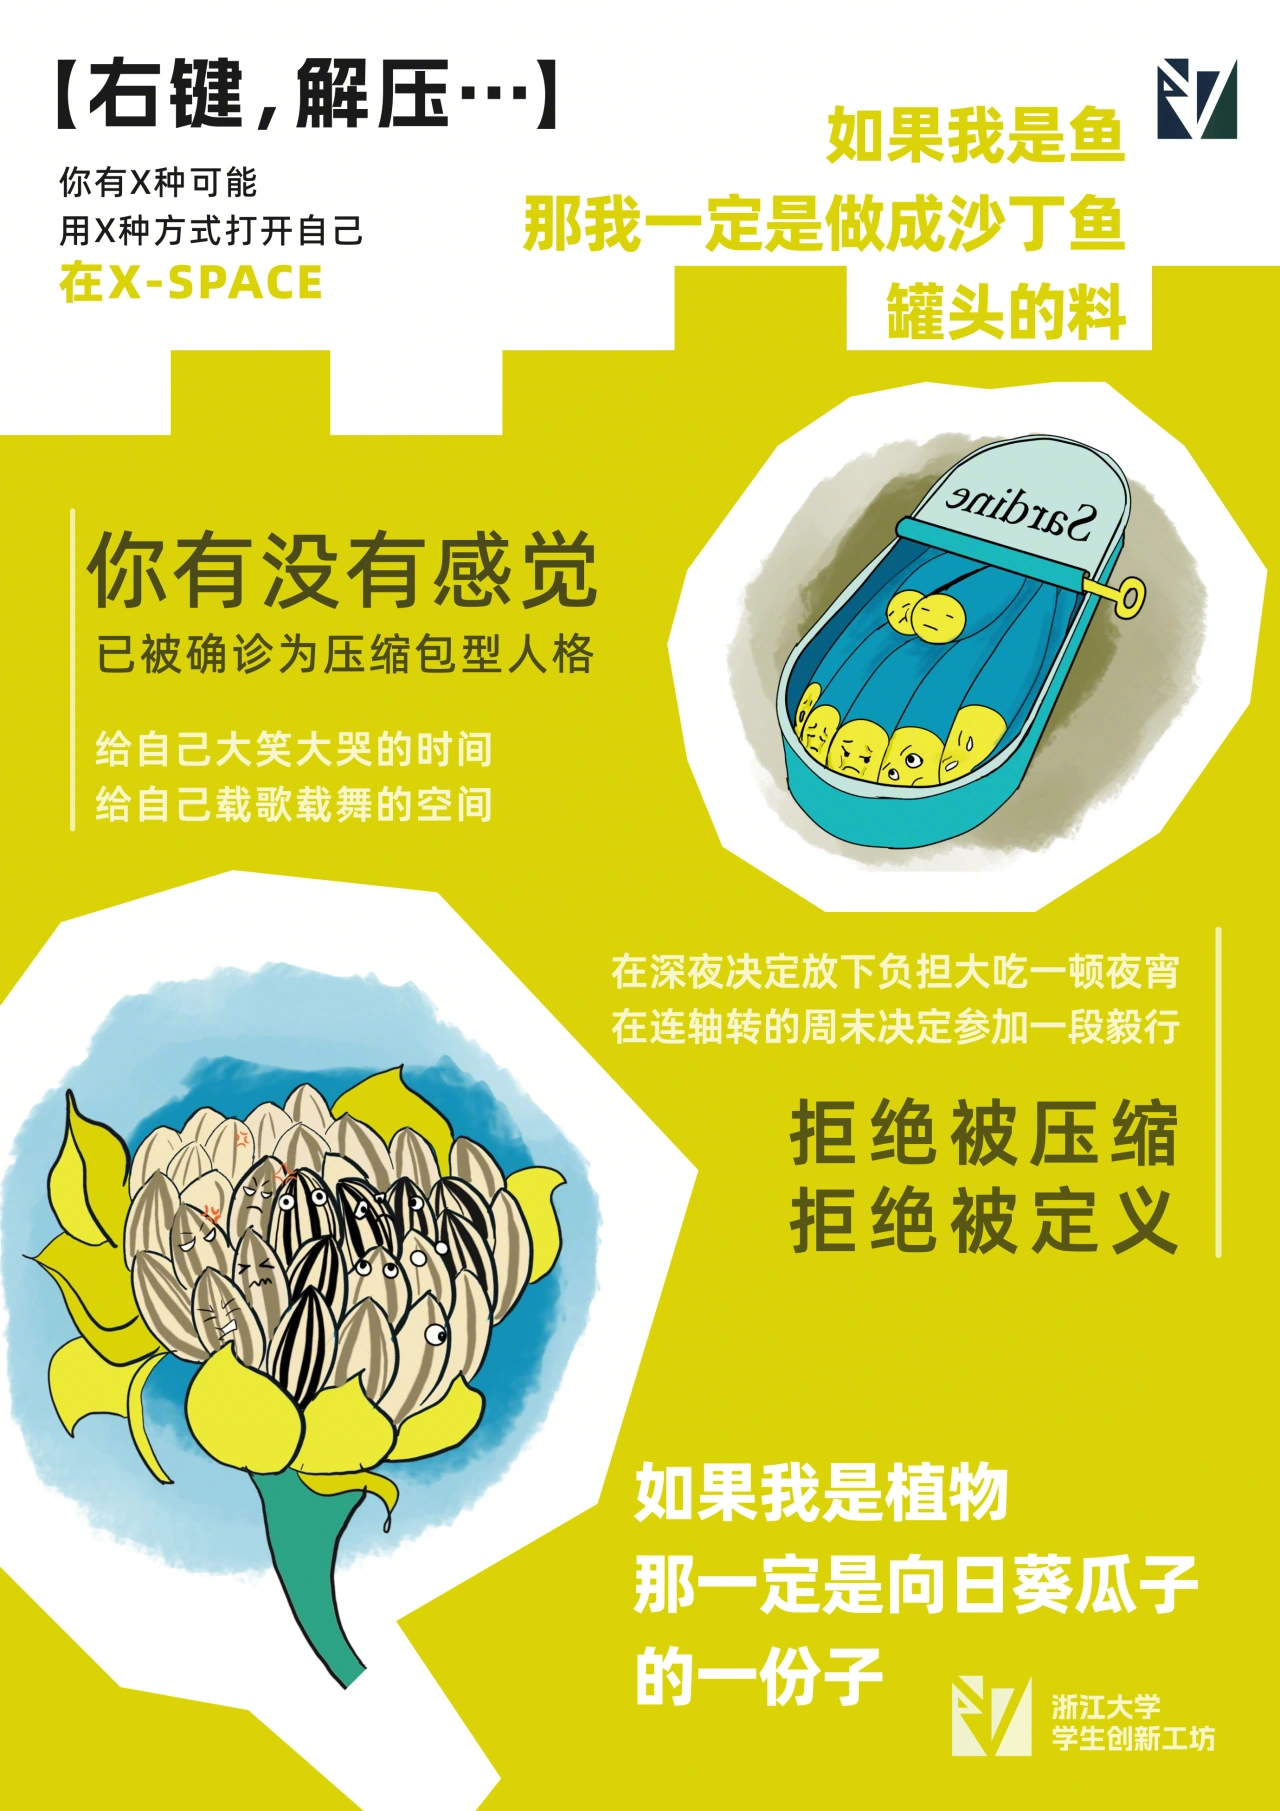 【右键,解压…】
你有X种可能
用X种方式打开自己
在X-SPACE
如果我是鱼
那我一定是做成沙丁鱼
罐头的料
Sardine
你有没有感觉
已被确诊为压缩包型人格
给自己大笑大哭的时间
给自己载歌载舞的空间
在深夜决定放下负担大吃一顿夜宵
在连轴转的周末决定参加一段毅行
拒绝被压缩
拒绝被定义
如果我是植物
那一定是向日葵瓜子
的一份子
浙江大学
学生创新工坊